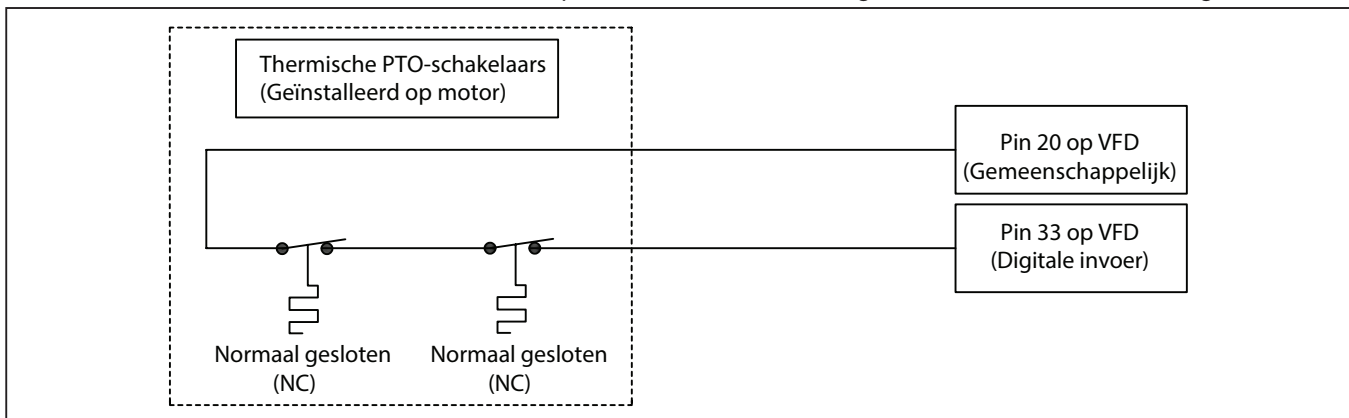 Thermische PTO-schakelaars
(Geïnstalleerd op motor)
Pin 20 op VFD
(Gemeenschappelijk)
Pin 33 op VFD
(Digitale invoer)
Normaal gesloten
(NC)
Normaal gesloten
(NC)